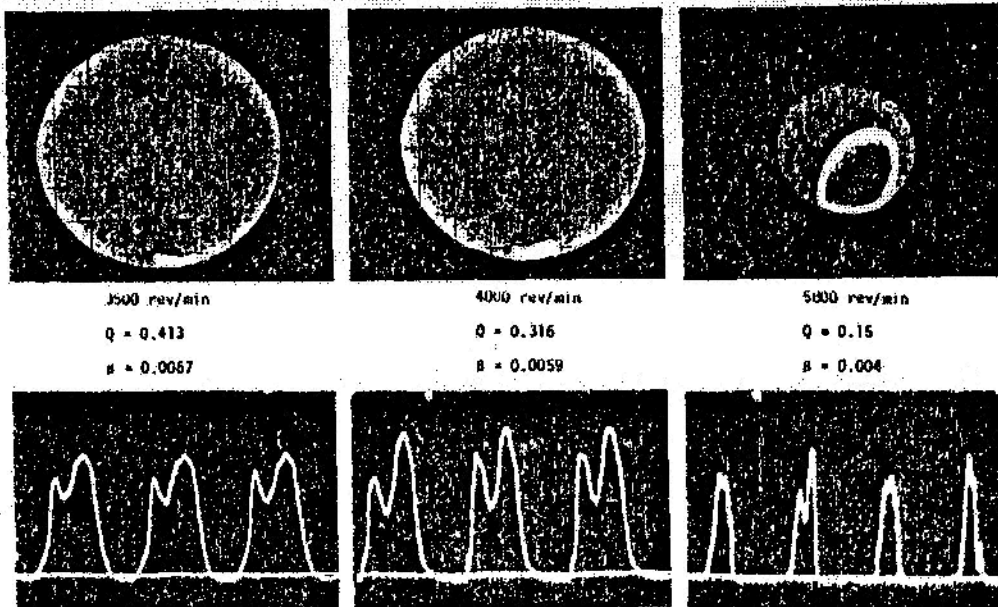 3500 rev/min 4000 rev/min 5800 rev/min
Q = 0.413 Q = 0.316 Q = 0.15
β = 0.0067 β = 0.0059 β = 0.004